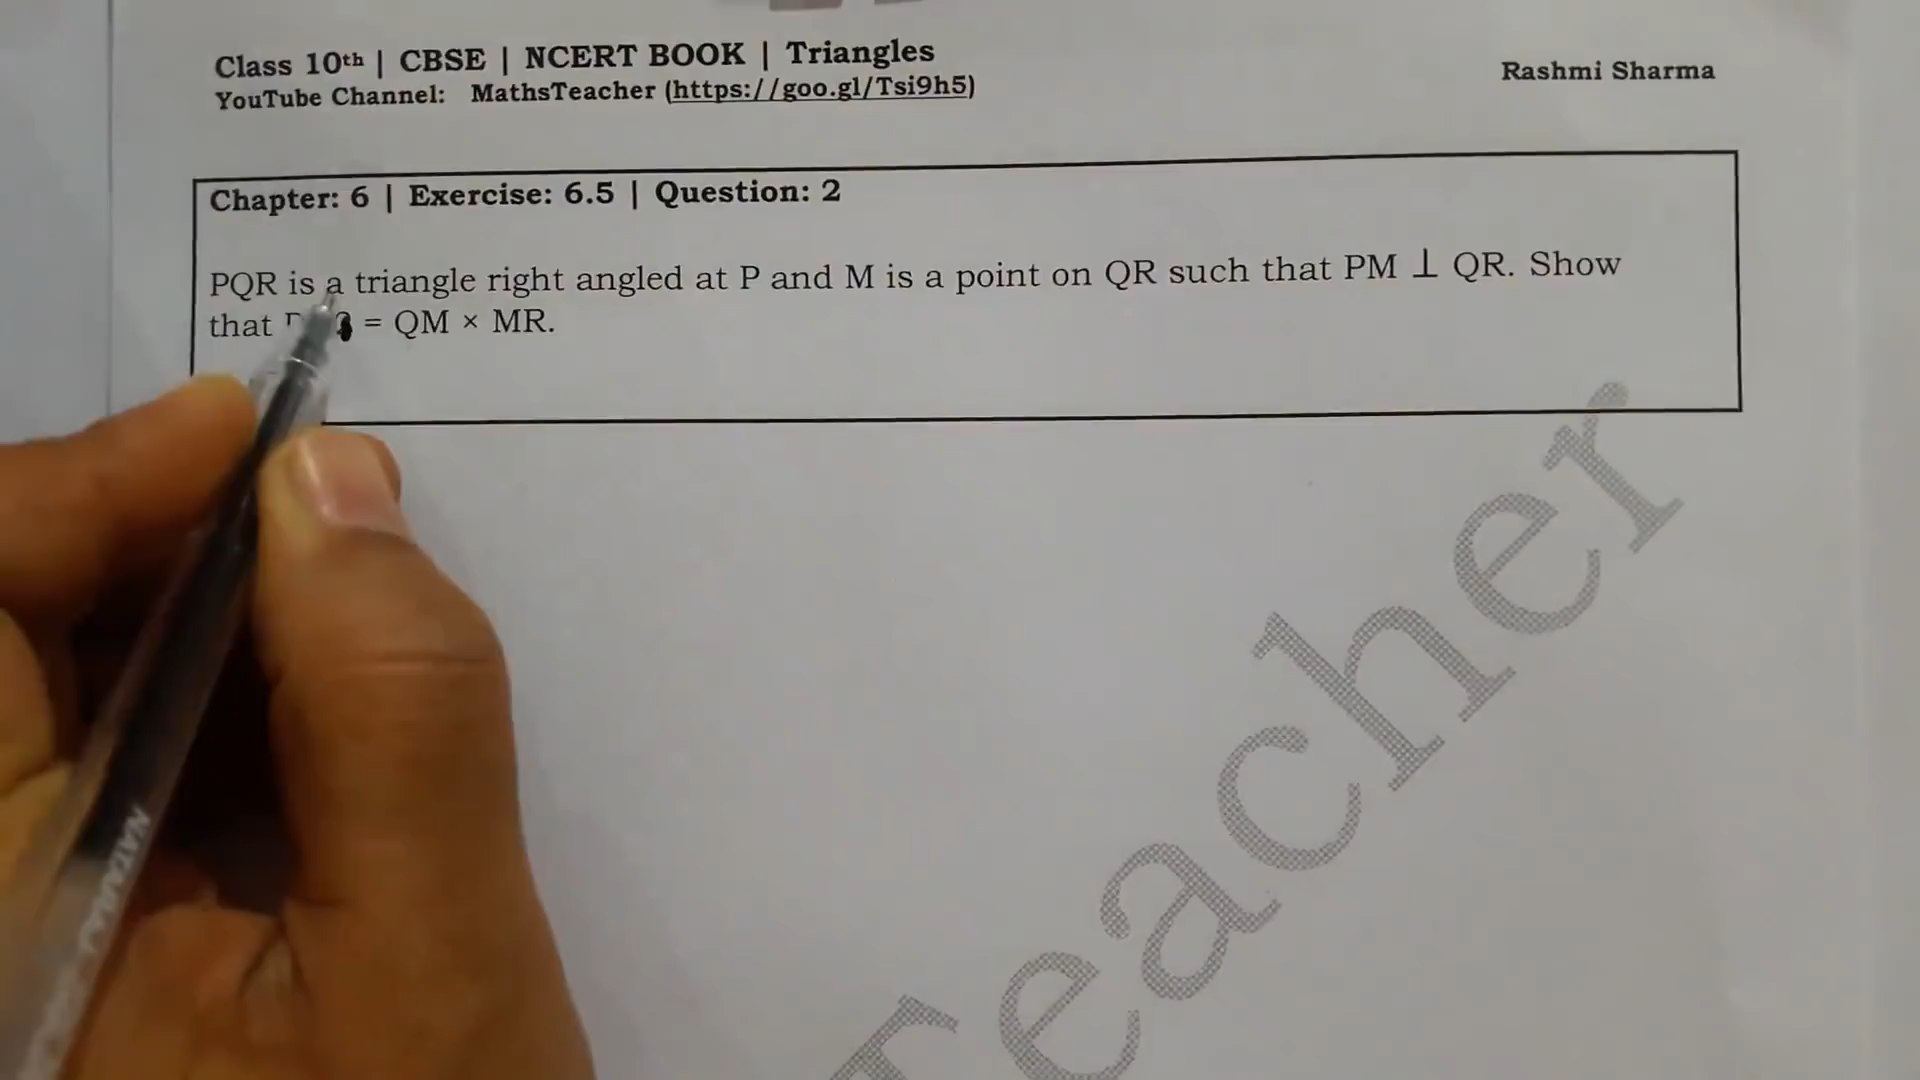 Class 10th | CBSE | NCERT BOOK | Triangles
YouTube Channel: MathsTeacher (https://goo.gl/Tsi9h5)
Rashmi Sharma
Chapter: 6 | Exercise: 6.5 | Question: 2
PQR is a triangle right angled at P and M is a point on QR such that PM ⊥ QR. Show
that = QM × MR.
Teacher
NATARAJ